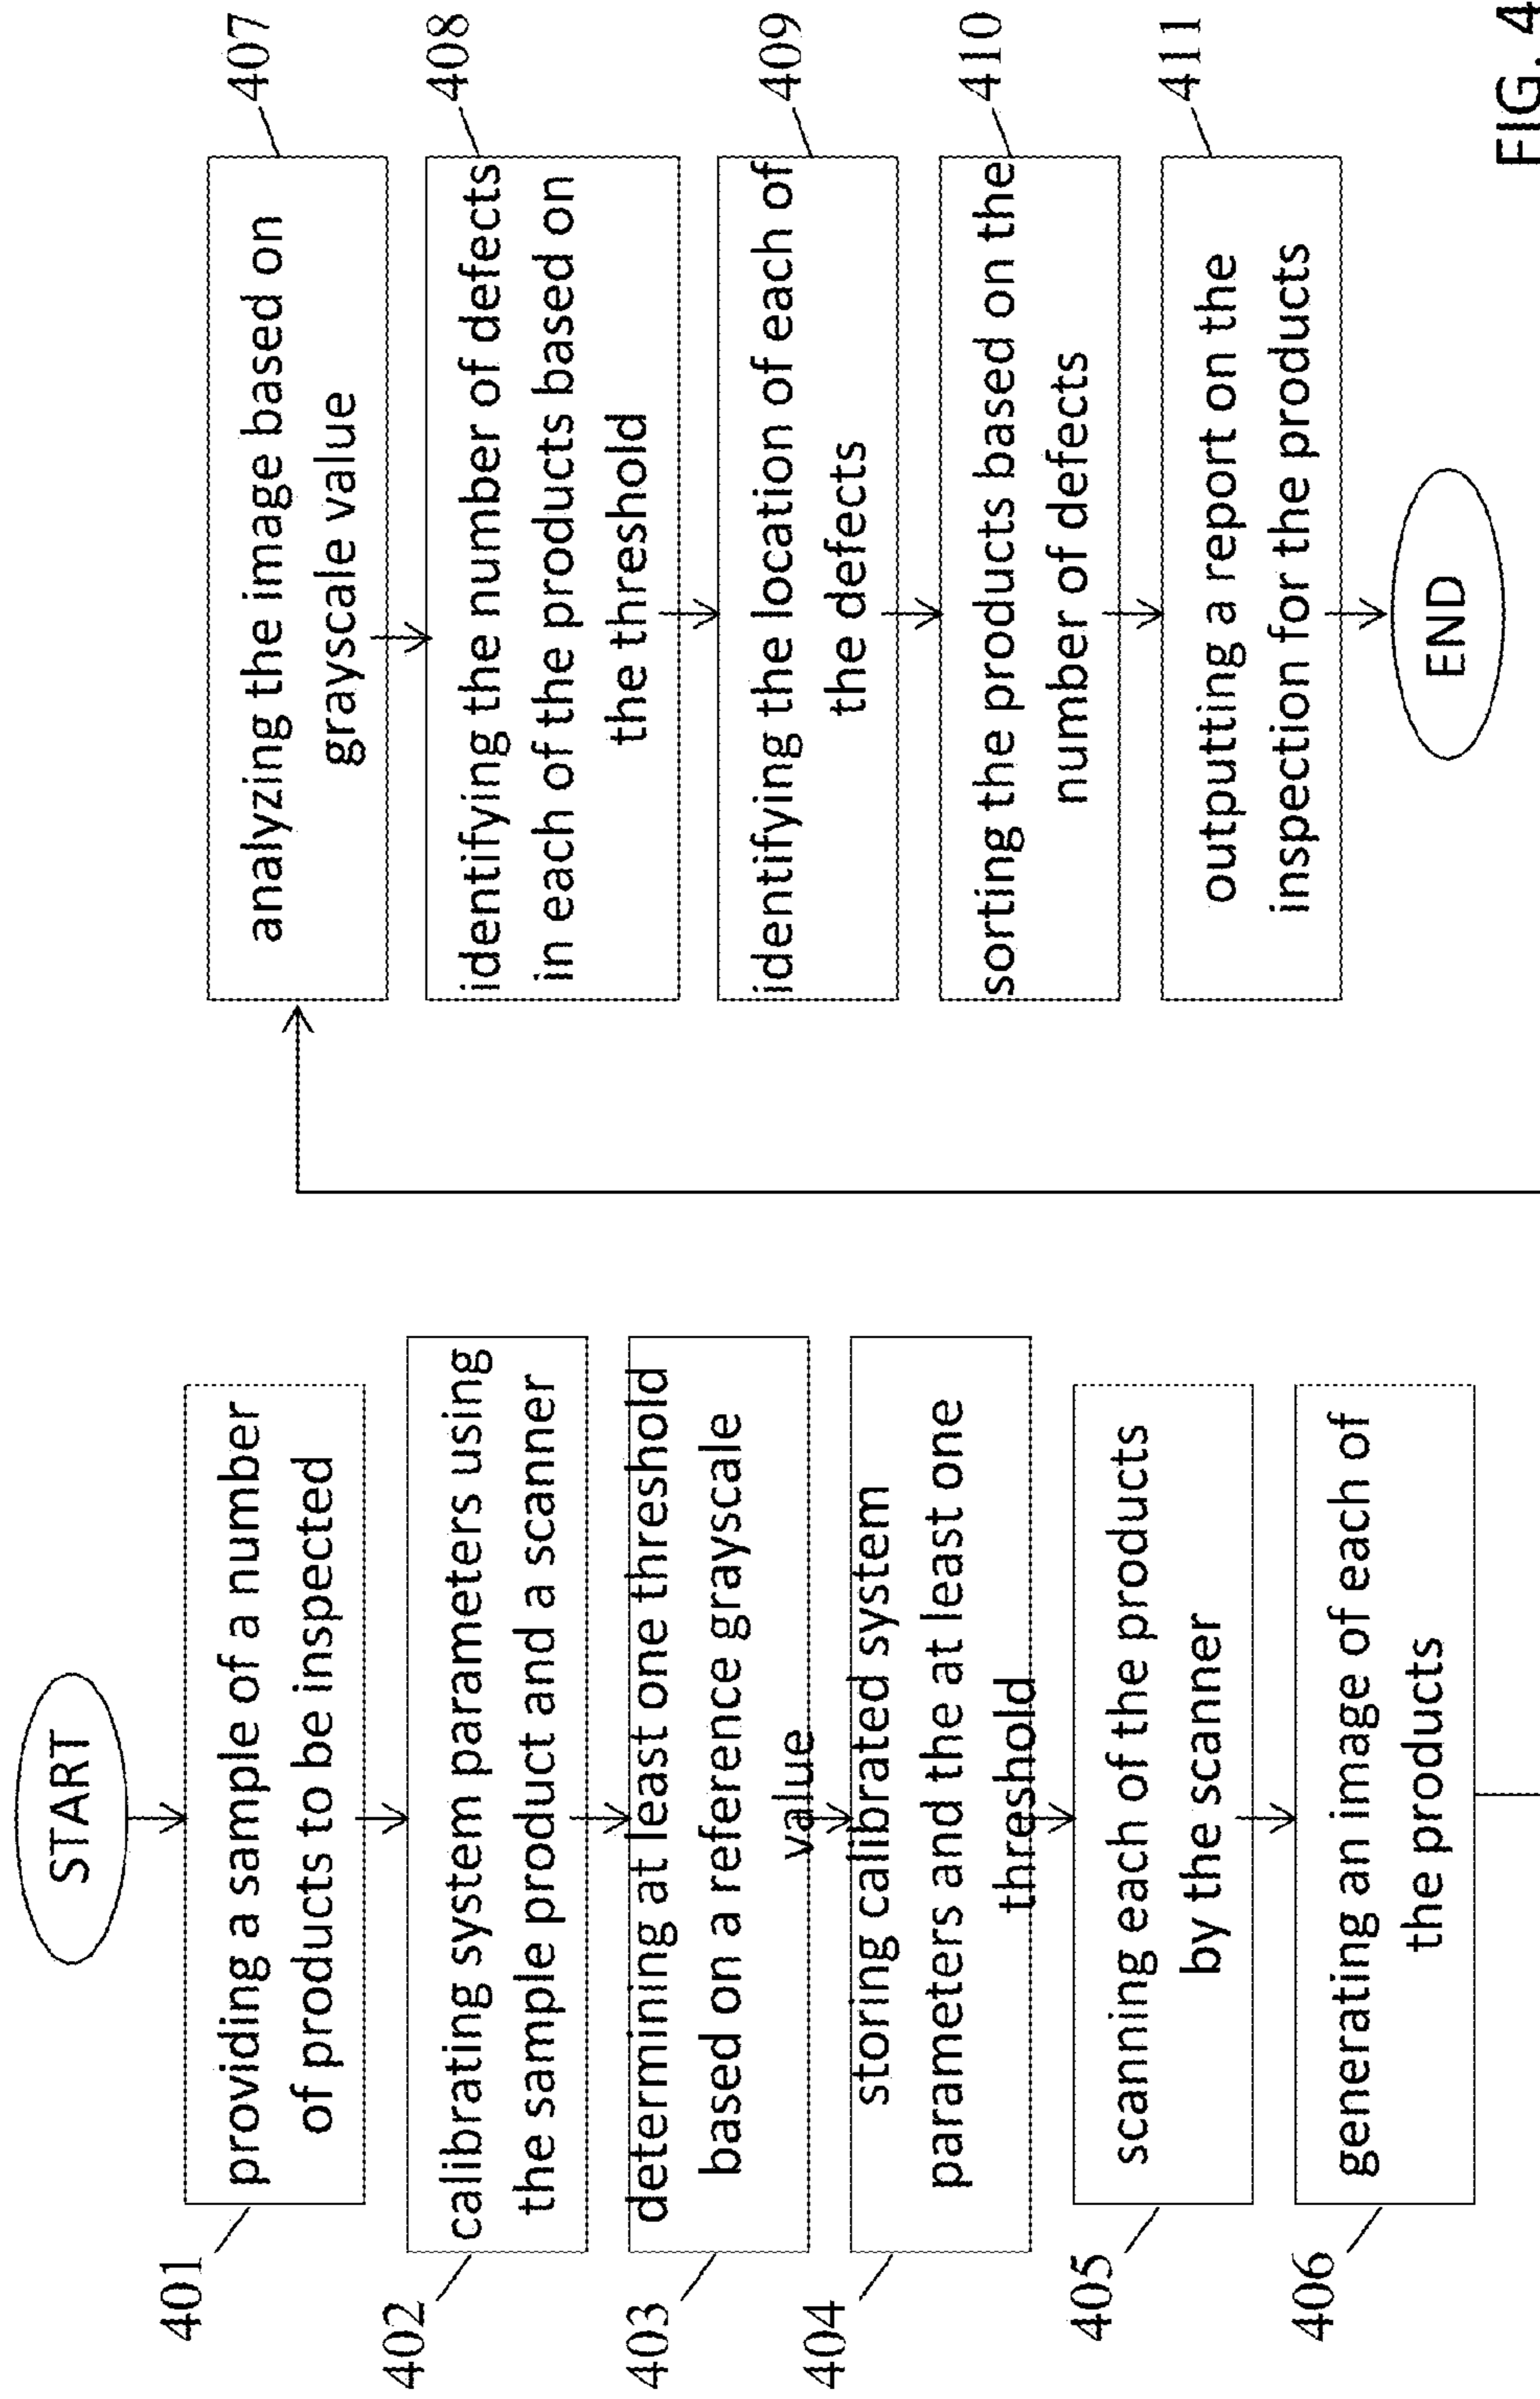 START
401
providing a sample of a number
of products to be inspected
402
calibrating system parameters using
the sample product and a scanner
403
determining at least one threshold
based on a reference grayscale
value
404
storing calibrated system
parameters and the at least one
threshold
405
scanning each of the products
by the scanner
406
generating an image of each of
the products
407
analyzing the image based on
grayscale value
408
identifying the number of defects
in each of the products based on
the threshold
409
identifying the location of each of
the defects
410
sorting the products based on the
number of defects
411
outputting a report on the
inspection for the products
END
FIG. 4